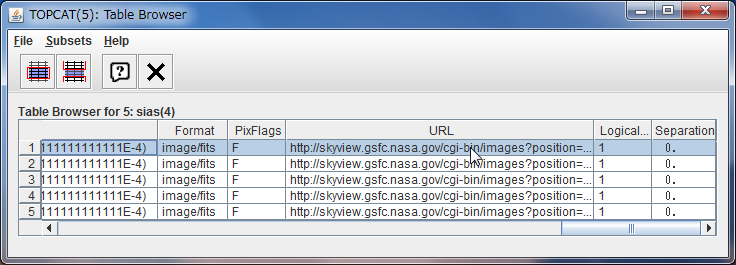 TOPCAT(5): Table Browser
File Subsets Help
Table Browser for 5: sias(4)
Format PixFlags URL Logical... Separation
1 111111111111E-4) image/fits F http://skyview.gsfc.nasa.gov/cgi-bin/images?position=... 1 0.
2 111111111111E-4) image/fits F http://skyview.gsfc.nasa.gov/cgi-bin/images?position=... 1 0.
3 111111111111E-4) image/fits F http://skyview.gsfc.nasa.gov/cgi-bin/images?position=... 1 0.
4 111111111111E-4) image/fits F http://skyview.gsfc.nasa.gov/cgi-bin/images?position=... 1 0.
5 111111111111E-4) image/fits F http://skyview.gsfc.nasa.gov/cgi-bin/images?position=... 1 0.